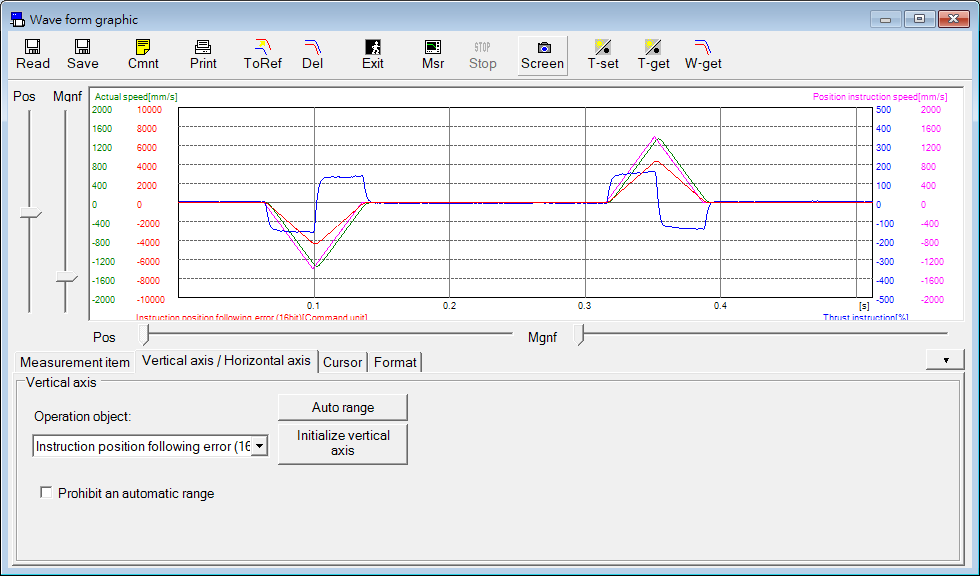 Wave form graphic
Read Save Cmnt Print ToRef Del Exit Msr STOP Stop Screen T-set T-get W-get
Pos Mgnf
Actual speed[mm/s] Position instruction speed[mm/s]
2000 10000 500 2000
1600 8000 400 1600
1200 6000 300 1200
800 4000 200 800
400 2000 100 400
0 0 0 0
-400 -2000 -100 -400
-800 -4000 -200 -800
-1200 -6000 -300 -1200
-1600 -8000 -400 -1600
-2000 -10000 -500 -2000
0.1 0.2 0.3 0.4 [s]
Instruction position following error (16bit)[Command unit] Thrust instruction[%]
Pos Mgnf
Measurement item Vertical axis / Horizontal axis Cursor Format
Vertical axis
Operation object:
Auto range
Instruction position following error (16
Initialize vertical
axis
Prohibit an automatic range